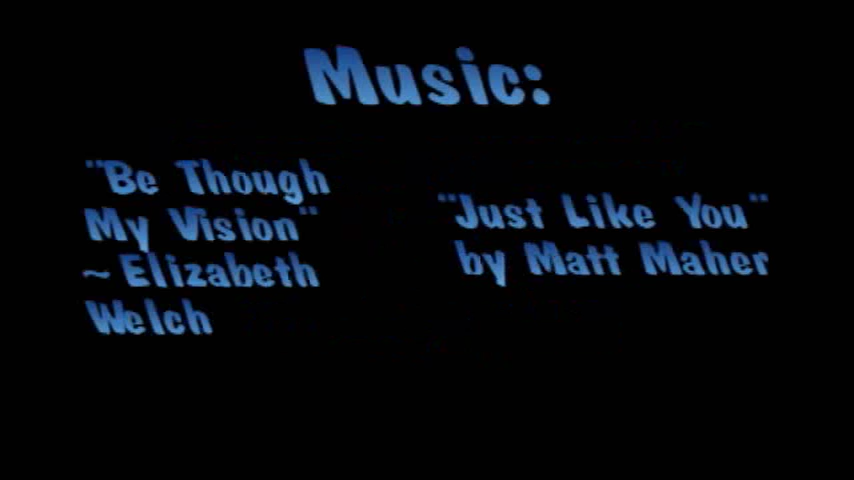 Music:
"Be Though
My Vision"
~ Elizabeth
Welch
"Just Like You"
by Matt Maher